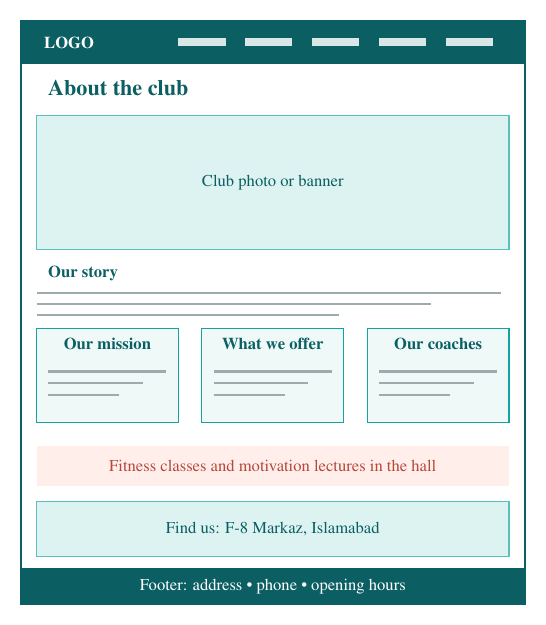 LOGO
About the club
Club photo or banner
Our story
Our mission
What we offer
Our coaches
Fitness classes and motivation lectures in the hall
Find us: F-8 Markaz, Islamabad
Footer: address • phone • opening hours